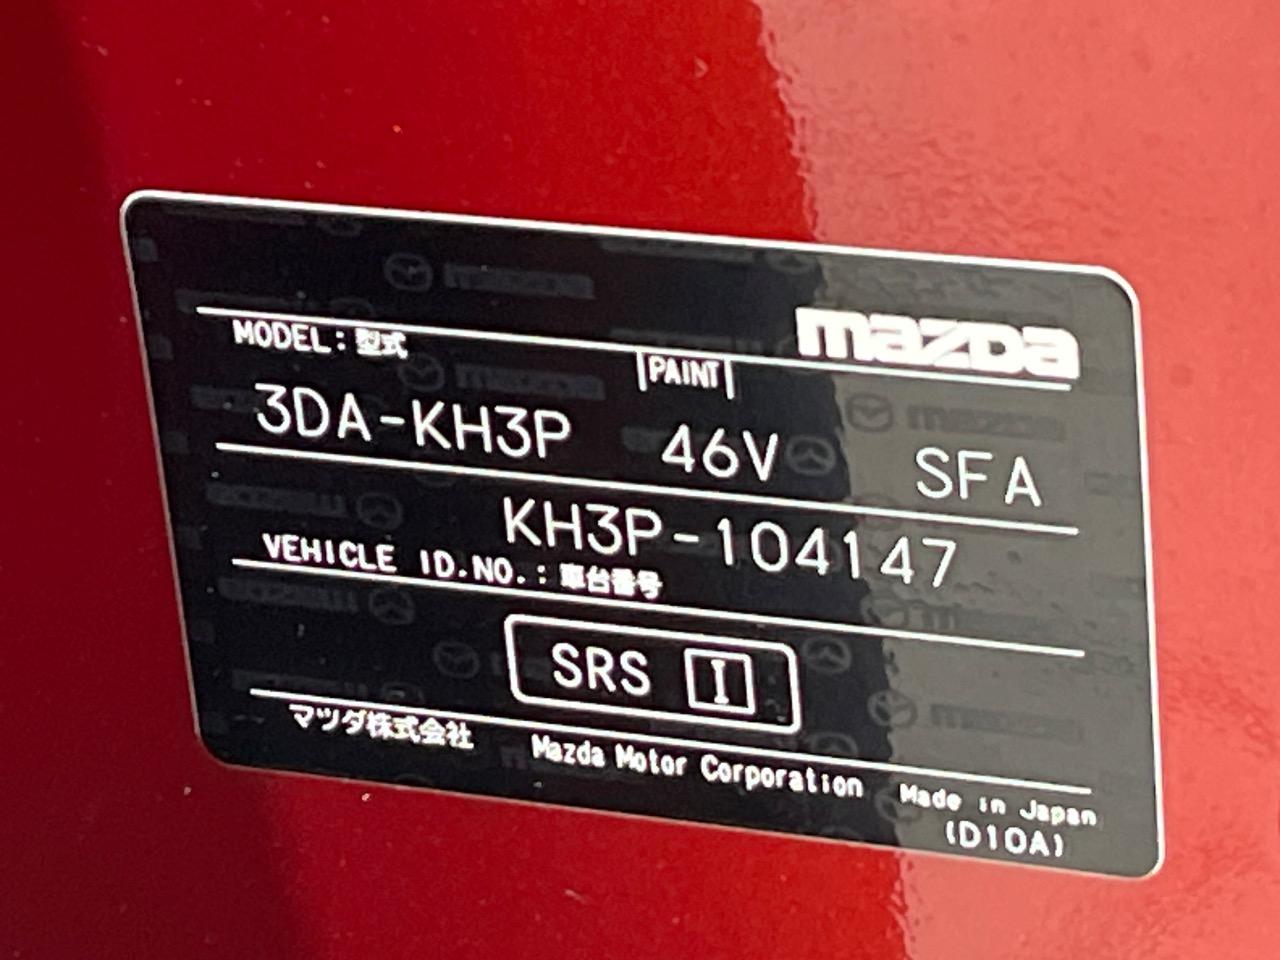 mazda
MODEL:型式 PAINT
3DA-KH3P 46V SFA
KH3P-104147
VEHICLE ID.NO.:車台番号
SRS I
マツダ株式会社 Mazda Motor Corporation Made in Japan
(D10A)